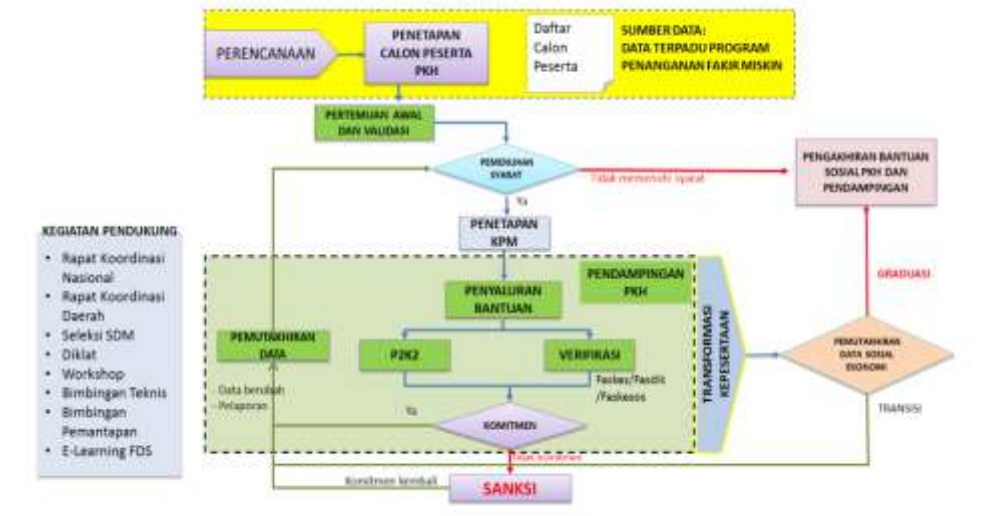 PERENCANAAN
PENETAPAN
CALON PESERTA
PKH
Daftar
Calon
Peserta
SUMBER DATA:
DATA TERPADU PROGRAM
PENANGANAN FAKIR MISKIN
PERTEMUAN AWAL
DAN VALIDASI
PEMENUHAN
SYARAT
Tidak memenuhi syarat
Ya
PENGAKHIRAN BANTUAN
SOSIAL PKH DAN
PENDAMPINGAN
PENETAPAN
KPM
KEGIATAN PENDUKUNG
• Rapat Koordinasi
Nasional
• Rapat Koordinasi
Daerah
• Seleksi SDM
• Diklat
• Workshop
• Bimbingan Teknis
• Bimbingan
Pemantapan
• E-Learning FDS
PENDAMPINGAN
PKH
PENYALURAN
BANTUAN
PEMUTAKHIRAN
DATA
P2K2
VERIFIKASI
Faskes/Fasdik
/Faskesos
- Data berubah
- Pelaporan
Ya
KOMITMEN
Tidak komitmen
Komitmen kembali
SANKSI
TRANSFORMASI
KEPESERTAAN
GRADUASI
PEMUTAKHIRAN
DATA SOSIAL
EKONOMI
TRANSISI